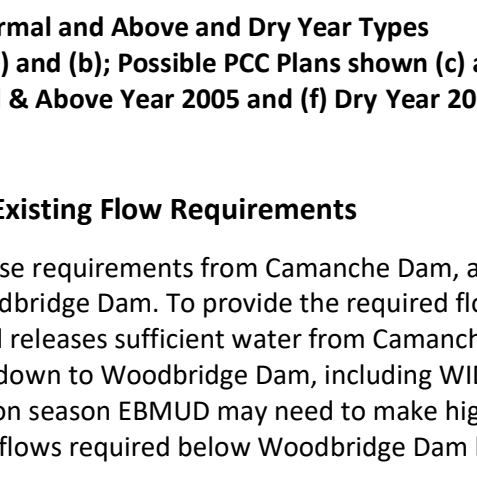 rmal and Above and Dry Year Types
) and (b); Possible PCC Plans shown (c) a
& Above Year 2005 and (f) Dry Year 20
Existing Flow Requirements
se requirements from Camanche Dam, a
dbridge Dam. To provide the required flo
releases sufficient water from Camanch
down to Woodbridge Dam, including WI
on season EBMUD may need to make hig
flows required below Woodbridge Dam